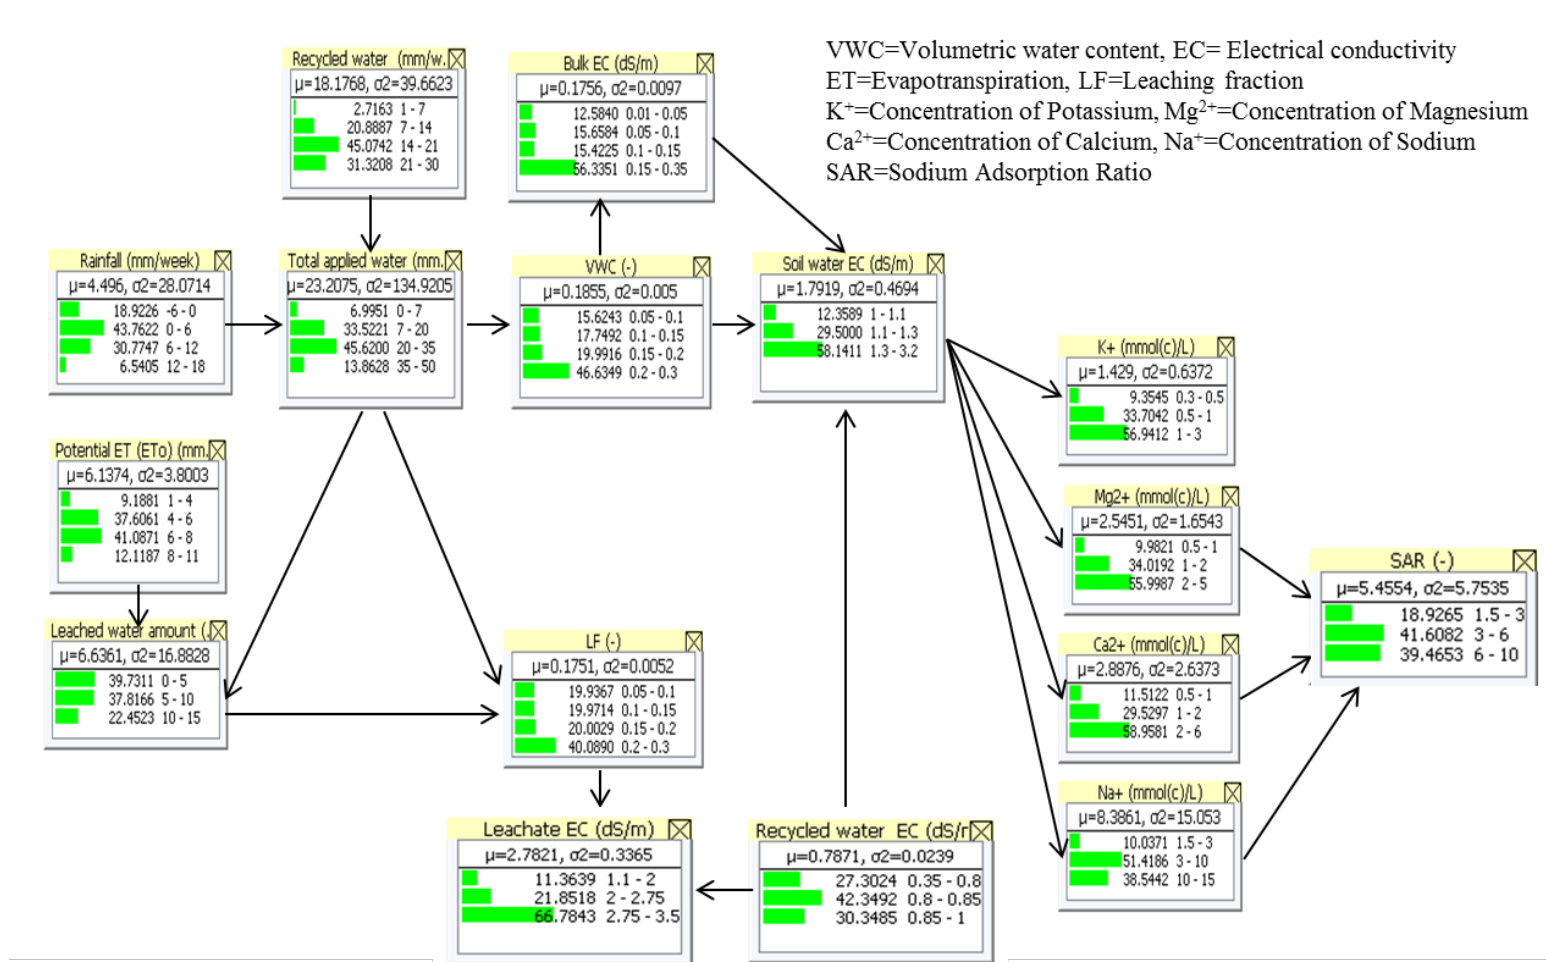 VWC=Volumetric water content, EC= Electrical conductivity
ET=Evapotranspiration, LF=Leaching fraction
K+=Concentration of Potassium, Mg2+=Concentration of Magnesium
Ca2+=Concentration of Calcium, Na+=Concentration of Sodium
SAR=Sodium Adsorption Ratio
Recycled water (mm/w.
μ=18.1768, σ2=39.6623
2.7163 1 - 7
20.8887 7 - 14
45.0742 14 - 21
31.3208 21 - 30
Bulk EC (dS/m)
μ=0.1756, σ2=0.0097
12.5840 0.01 - 0.05
15.6584 0.05 - 0.1
15.4225 0.1 - 0.15
56.3351 0.15 - 0.35
Rainfall (mm/week)
μ=4.496, σ2=28.0714
18.9226 -6 - 0
43.7622 0 - 6
30.7747 6 - 12
6.5405 12 - 18
Total applied water (mm.
μ=23.2075, σ2=134.9205
6.9951 0 - 7
33.5221 7 - 20
45.6200 20 - 35
13.8628 35 - 50
VWC (-)
μ=0.1855, σ2=0.005
15.6243 0.05 - 0.1
17.7492 0.1 - 0.15
19.9916 0.15 - 0.2
46.6349 0.2 - 0.3
Soil water EC (dS/m)
μ=1.7919, σ2=0.4694
12.3589 1 - 1.1
29.5000 1.1 - 1.3
58.1411 1.3 - 3.2
K+ (mmol(c)/L)
μ=1.429, σ2=0.6372
9.3545 0.3 - 0.5
33.7042 0.5 - 1
56.9412 1 - 3
Potential ET (ETo) (mm.
μ=6.1374, σ2=3.8003
9.1881 1 - 4
37.6061 4 - 6
41.0871 6 - 8
12.1187 8 - 11
Mg2+ (mmol(c)/L)
μ=2.5451, σ2=1.6543
9.9821 0.5 - 1
34.0192 1 - 2
55.9987 2 - 5
SAR (-)
μ=5.4554, σ2=5.7535
18.9265 1.5 - 3
41.6082 3 - 6
39.4653 6 - 10
Leached water amount (.
μ=6.6361, σ2=16.8828
39.7311 0 - 5
37.8166 5 - 10
22.4523 10 - 15
LF (-)
μ=0.1751, σ2=0.0052
19.9367 0.05 - 0.1
19.9714 0.1 - 0.15
20.0029 0.15 - 0.2
40.0890 0.2 - 0.3
Ca2+ (mmol(c)/L)
μ=2.8876, σ2=2.6373
11.5122 0.5 - 1
29.5297 1 - 2
58.9581 2 - 6
Na+ (mmol(c)/L)
μ=8.3861, σ2=15.053
10.0371 1.5 - 3
51.4186 3 - 10
38.5442 10 - 15
Leachate EC (dS/m)
μ=2.7821, σ2=0.3365
11.3639 1.1 - 2
21.8518 2 - 2.75
66.7843 2.75 - 3.5
Recycled water EC (dS/r
μ=0.7871, σ2=0.0239
27.3024 0.35 - 0.8
42.3492 0.8 - 0.85
30.3485 0.85 - 1